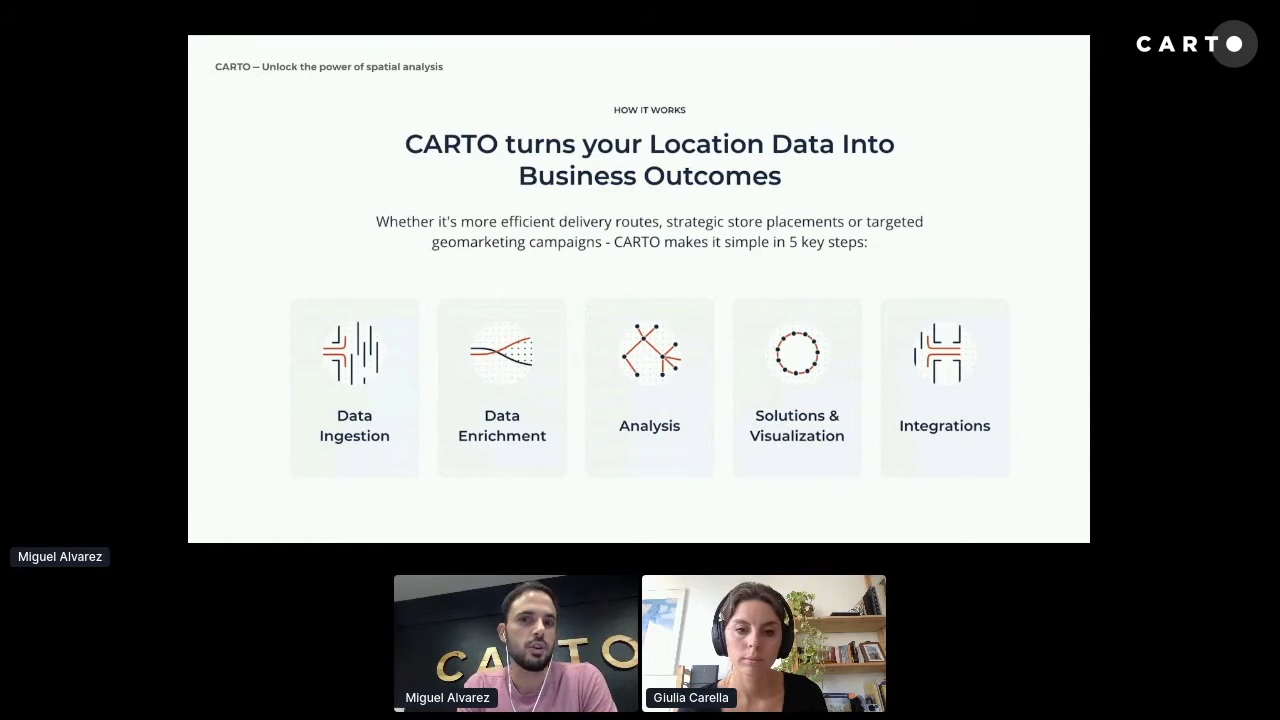 CARTO
CARTO – Unlock the power of spatial analysis
HOW IT WORKS
CARTO turns your Location Data Into
Business Outcomes
Whether it's more efficient delivery routes, strategic store placements or targeted
geomarketing campaigns - CARTO makes it simple in 5 key steps:
Data
Ingestion
Data
Enrichment
Analysis
Solutions &
Visualization
Integrations
Miguel Alvarez
CARTO
Miguel Alvarez
Giulia Carella